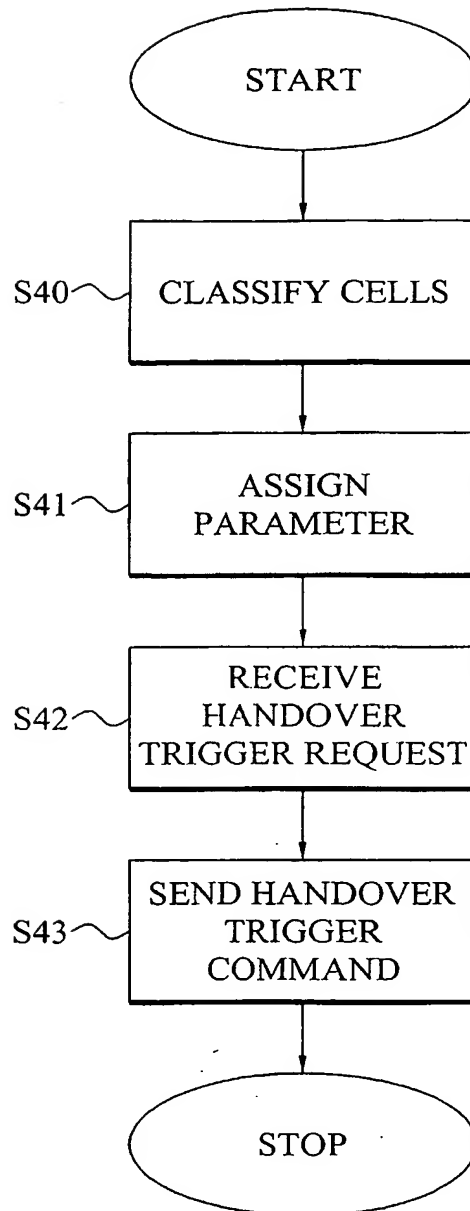 START
S40
CLASSIFY CELLS
S41
ASSIGN
PARAMETER
S42
RECEIVE
HANDOVER
TRIGGER REQUEST
S43
SEND HANDOVER
TRIGGER
COMMAND
STOP